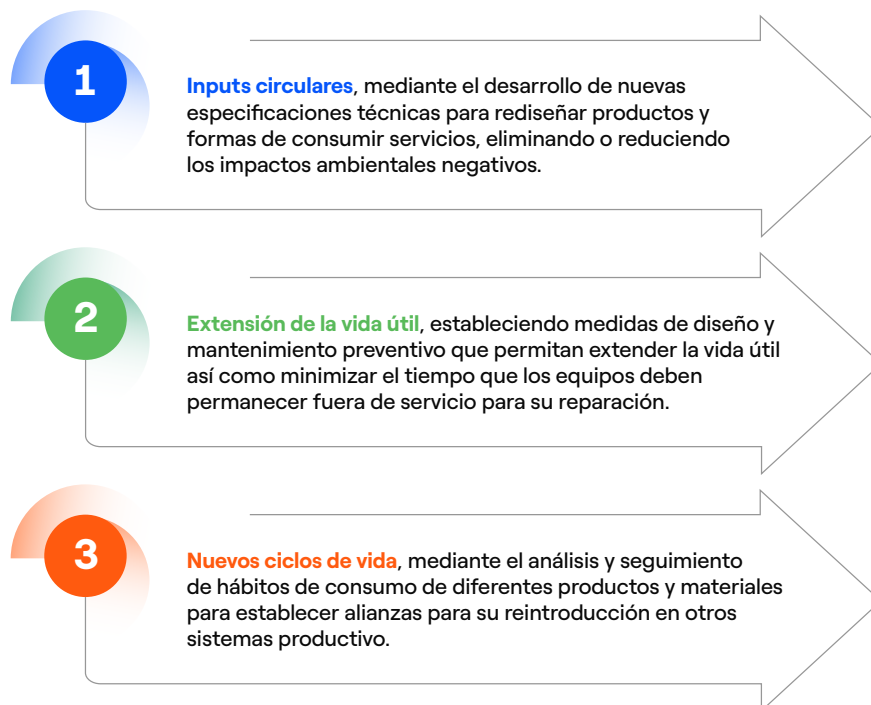 1
Inputs circulares, mediante el desarrollo de nuevas
especificaciones técnicas para rediseñar productos y
formas de consumir servicios, eliminando o reduciendo
los impactos ambientales negativos.
2
Extensión de la vida útil, estableciendo medidas de diseño y
mantenimiento preventivo que permitan extender la vida útil
así como minimizar el tiempo que los equipos deben
permanecer fuera de servicio para su reparación.
3
Nuevos ciclos de vida, mediante el análisis y seguimiento
de hábitos de consumo de diferentes productos y materiales
para establecer alianzas para su reintroducción en otros
sistemas productivo.